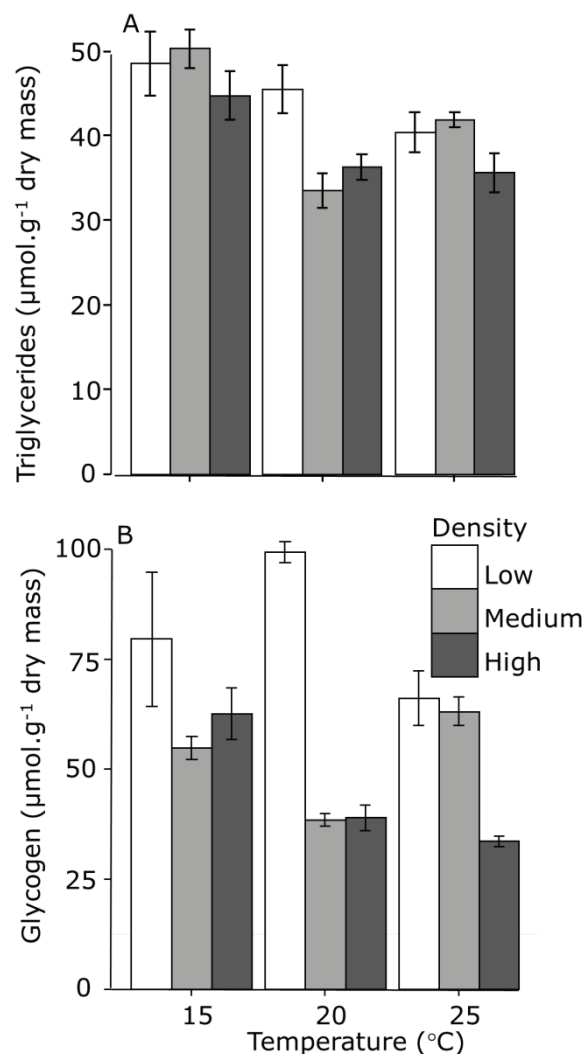 A
Triglycerides (µmol.g⁻¹ dry mass)
50
40
30
20
10
0
B
Glycogen (µmol.g⁻¹ dry mass)
100
75
50
25
0
Density
Low
Medium
High
15 20 25
Temperature (°C)